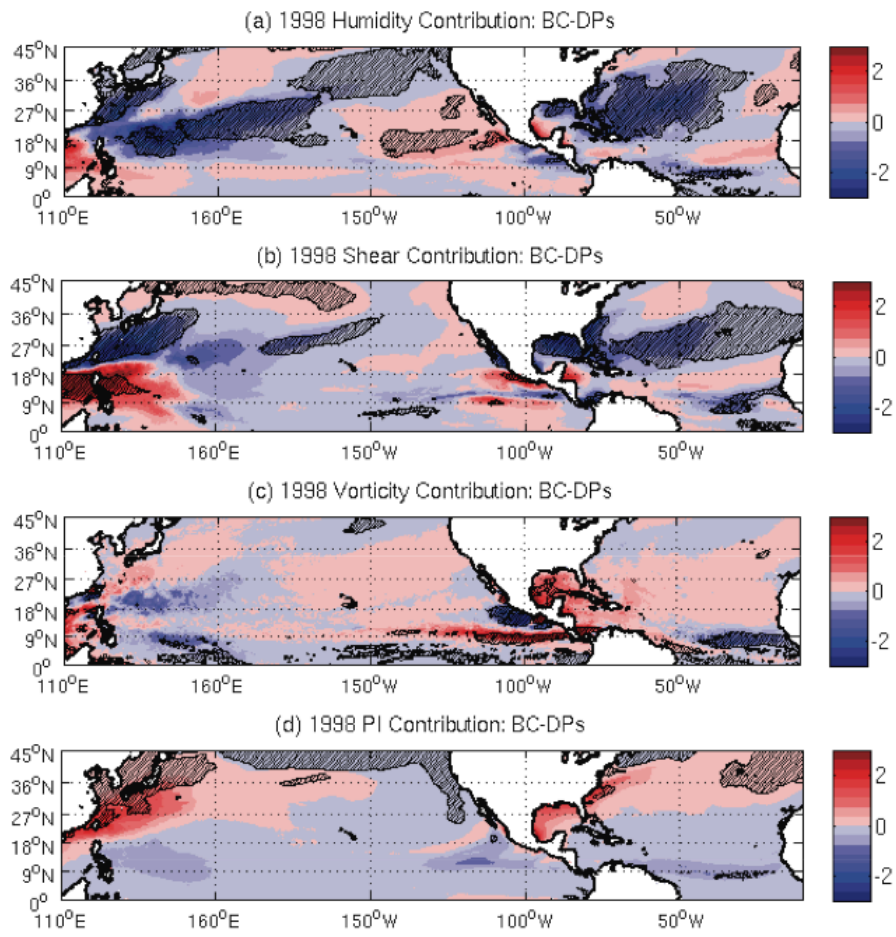 (a) 1998 Humidity Contribution: BC-DPs
45°N
36°N
27°N
18°N
9°N
0°
110°E 160°E 150°W 100°W 50°W
2
0
-2
(b) 1998 Shear Contribution: BC-DPs
45°N
36°N
27°N
18°N
9°N
0°
110°E 160°E 150°W 100°W 50°W
2
0
-2
(c) 1998 Vorticity Contribution: BC-DPs
45°N
36°N
27°N
18°N
9°N
0°
110°E 160°E 150°W 100°W 50°W
2
0
-2
(d) 1998 PI Contribution: BC-DPs
45°N
36°N
27°N
18°N
9°N
0°
110°E 160°E 150°W 100°W 50°W
2
0
-2